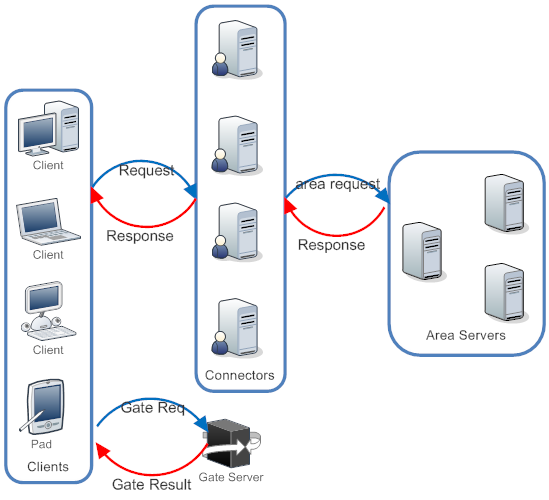 Client
Request
area request
Response
Response
Client
Area Servers
Client
Connectors
Gate Req
Pad
Clients
Gate Server
Gate Result